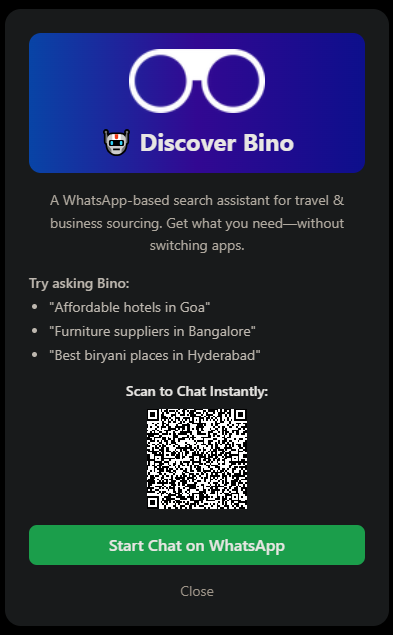 Discover Bino
A WhatsApp-based search assistant for travel &
business sourcing. Get what you need—without
switching apps.
Try asking Bino:
• "Affordable hotels in Goa"
• "Furniture suppliers in Bangalore"
• "Best biryani places in Hyderabad"
Scan to Chat Instantly:
Start Chat on WhatsApp
Close